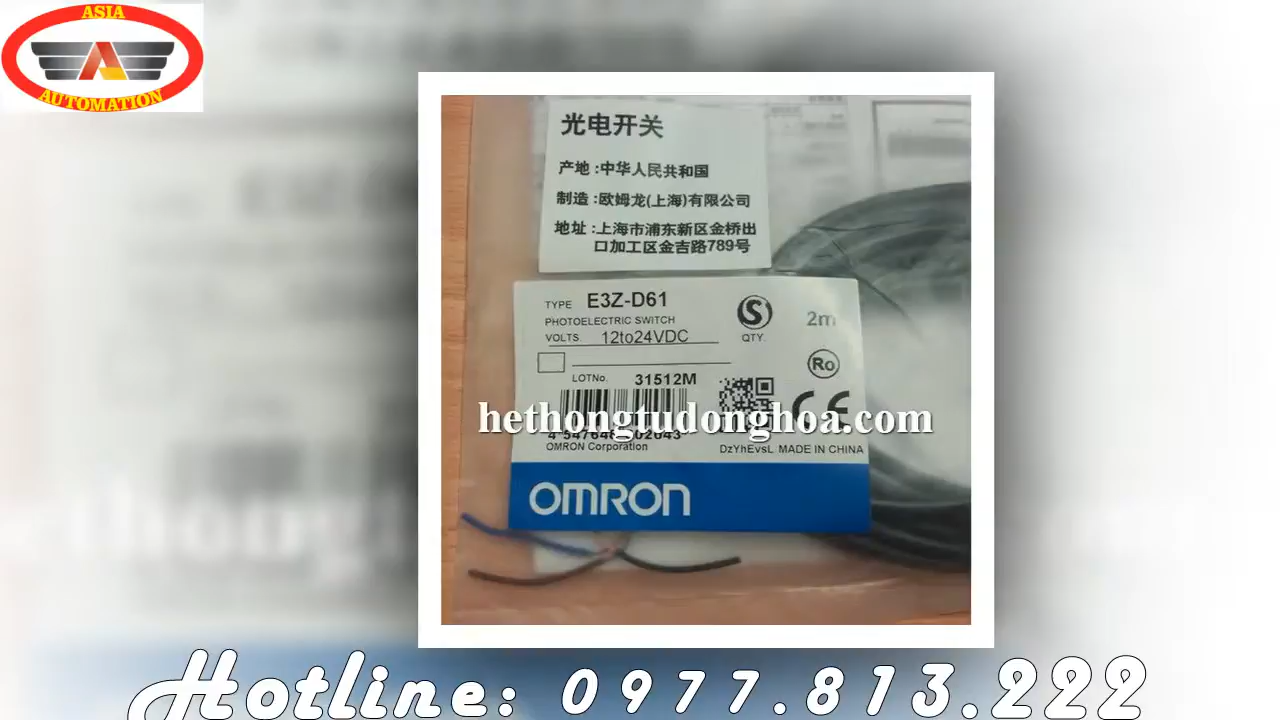 ASIA
AUTOMATION
光电开关
产地:中华人民共和国
制造:欧姆龙(上海)有限公司
地址:上海市浦东新区金桥出
口加工区金吉路789号
TYPE E3Z-D61
PHOTOELECTRIC SWITCH
VOLTS 12to24VDC
S
QTY.
2m
Ro
LOTNo. 31512M
CE
hethongtudonghoa.com
OMRON Corporation
DzYhEvsL MADE IN CHINA
OMRON
Hotline: 0977.813.222